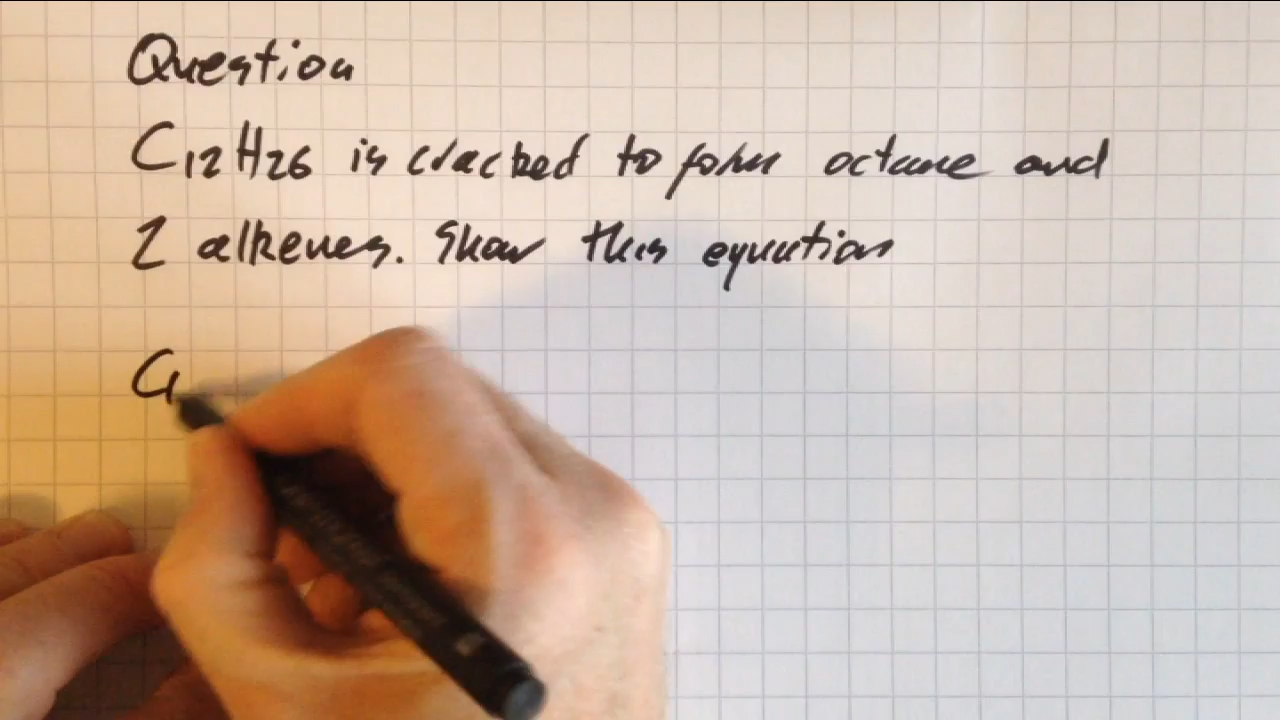 Question
C12H26 is cracked to form octane and
2 alkenes. Show this equation
C